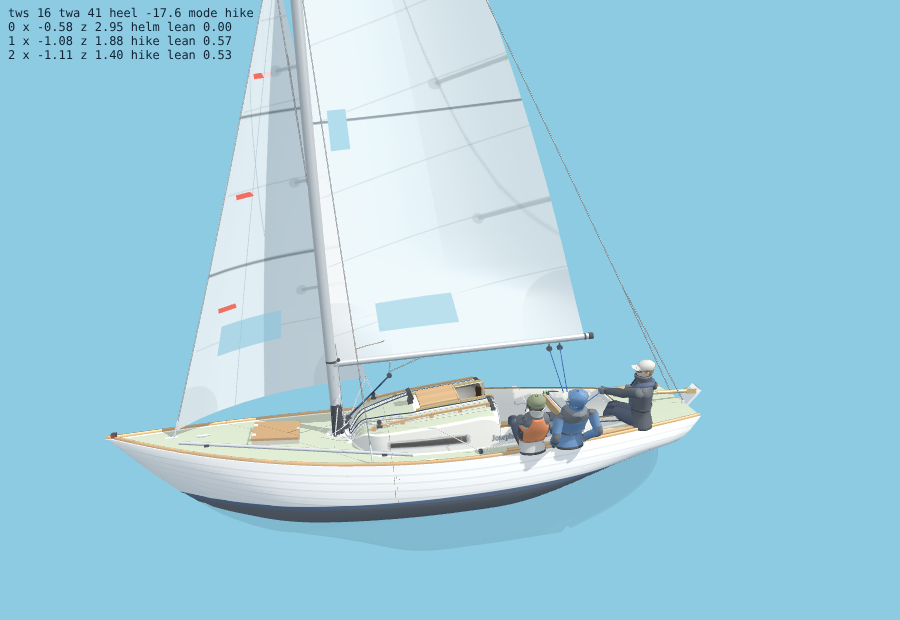 tws 16 twa 41 heel -17.6 mode hike
0 x -0.58 z 2.95 helm lean 0.00
1 x -1.08 z 1.88 hike lean 0.57
2 x -1.11 z 1.40 hike lean 0.53